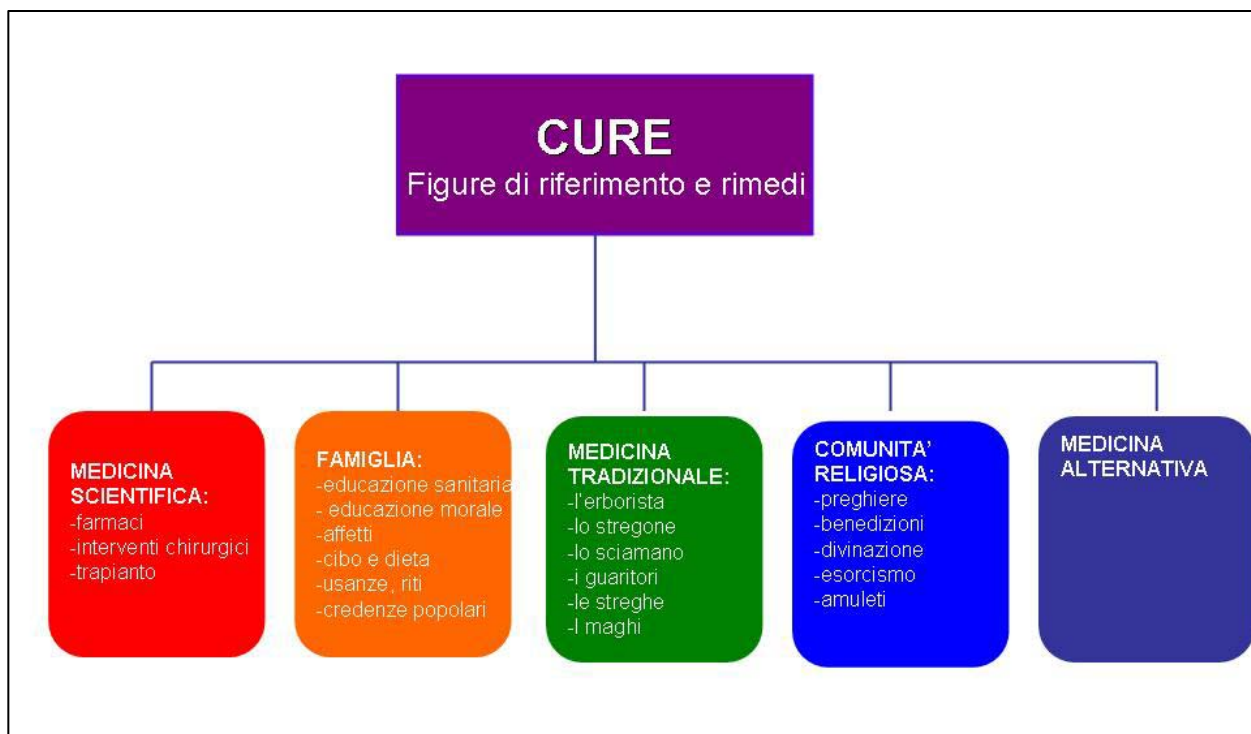 CURE
Figure di riferimento e rimedi
MEDICINA
SCIENTIFICA:
-farmaci
-interventi chirurgici
-trapianto
FAMIGLIA:
-educazione sanitaria
- educazione morale
-affetti
-cibo e dieta
-usanze, riti
-credenze popolari
MEDICINA
TRADIZIONALE:
-l'erborista
-lo stregone
-lo sciamano
-i guaritori
-le streghe
-I maghi
COMUNITA'
RELIGIOSA:
-preghiere
-benedizioni
-divinazione
-esorcismo
-amuleti
MEDICINA
ALTERNATIVA